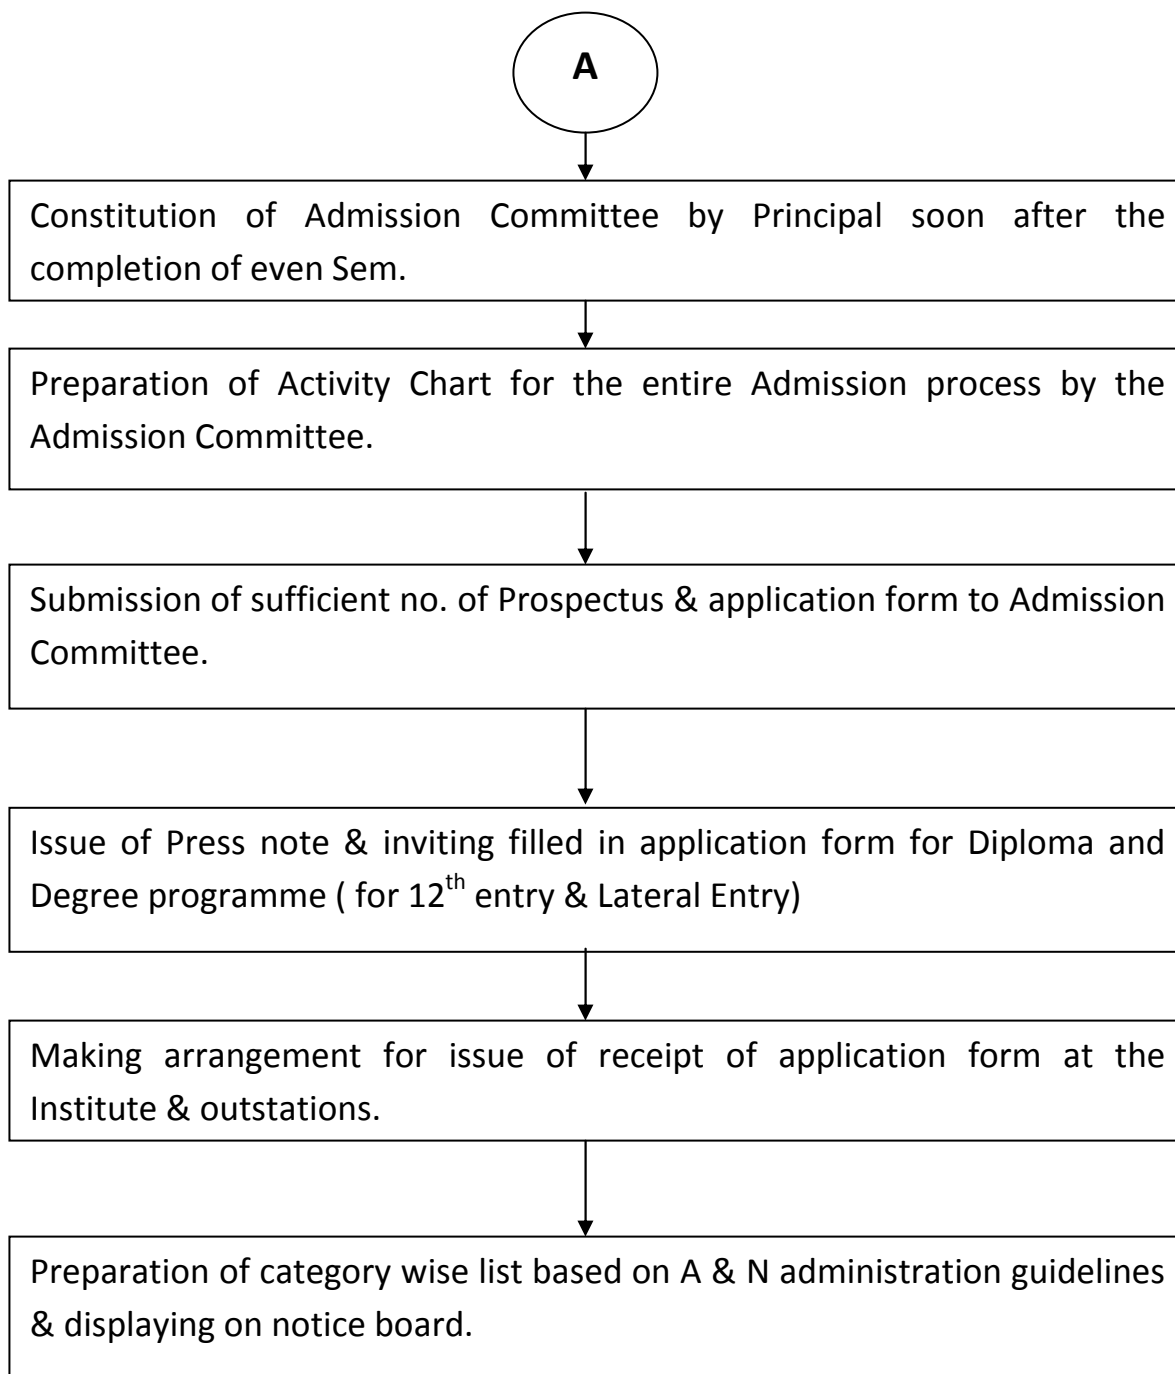 A
Constitution of Admission Committee by Principal soon after the
completion of even Sem.
Preparation of Activity Chart for the entire Admission process by the
Admission Committee.
Submission of sufficient no. of Prospectus & application form to Admission
Committee.
Issue of Press note & inviting filled in application form for Diploma and
Degree programme ( for 12th entry & Lateral Entry)
Making arrangement for issue of receipt of application form at the
Institute & outstations.
Preparation of category wise list based on A & N administration guidelines
& displaying on notice board.